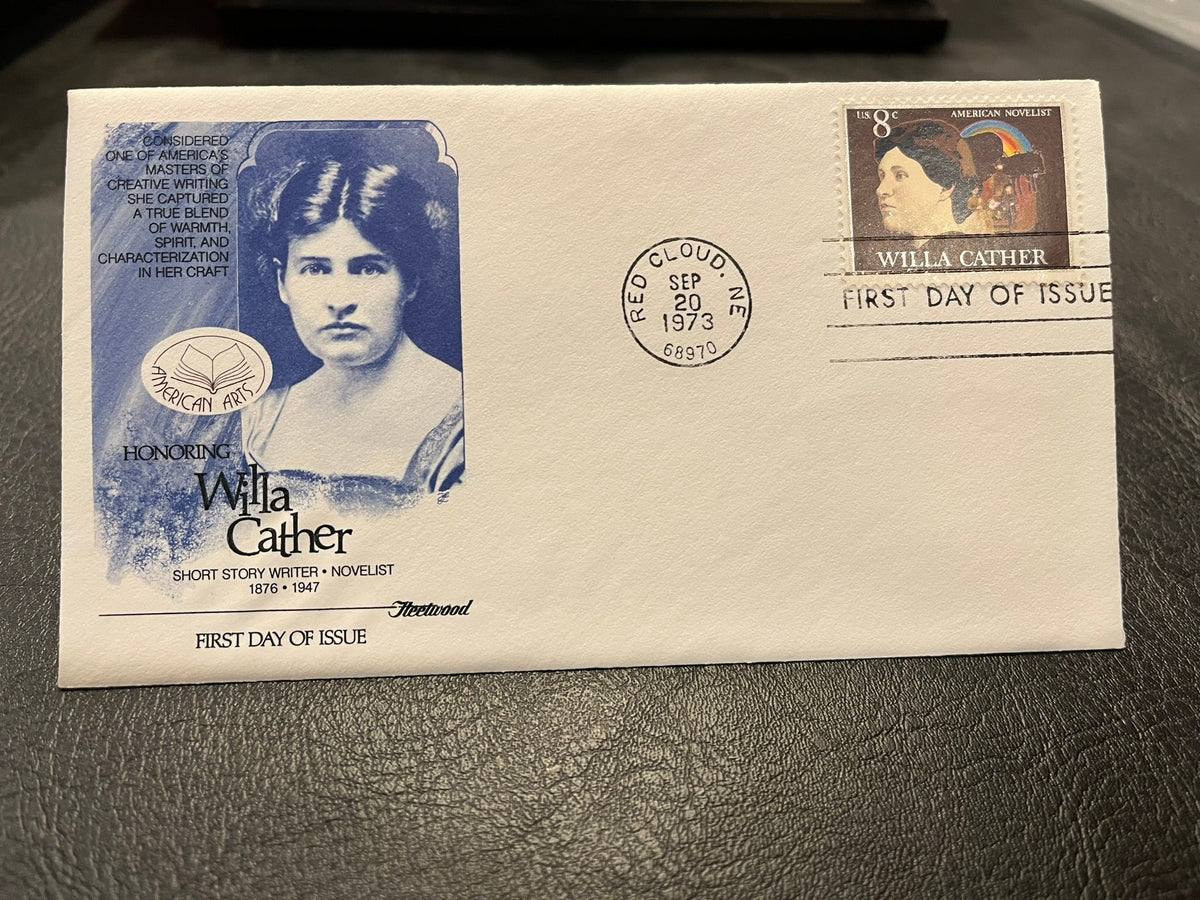 CONSIDERED
ONE OF AMERICA'S
MASTERS OF
CREATIVE WRITING
SHE CAPTURED
A TRUE BLEND
OF WARMTH,
SPIRIT, AND
CHARACTERIZATION
IN HER CRAFT
AMERICAN ARTS
HONORING
Willa
Cather
SHORT STORY WRITER • NOVELIST
1876 • 1947
Fleetwood
FIRST DAY OF ISSUE
RED CLOUD, NE
SEP
20
1973
68970
U.S. 8c AMERICAN NOVELIST
WILLA CATHER
FIRST DAY OF ISSUE